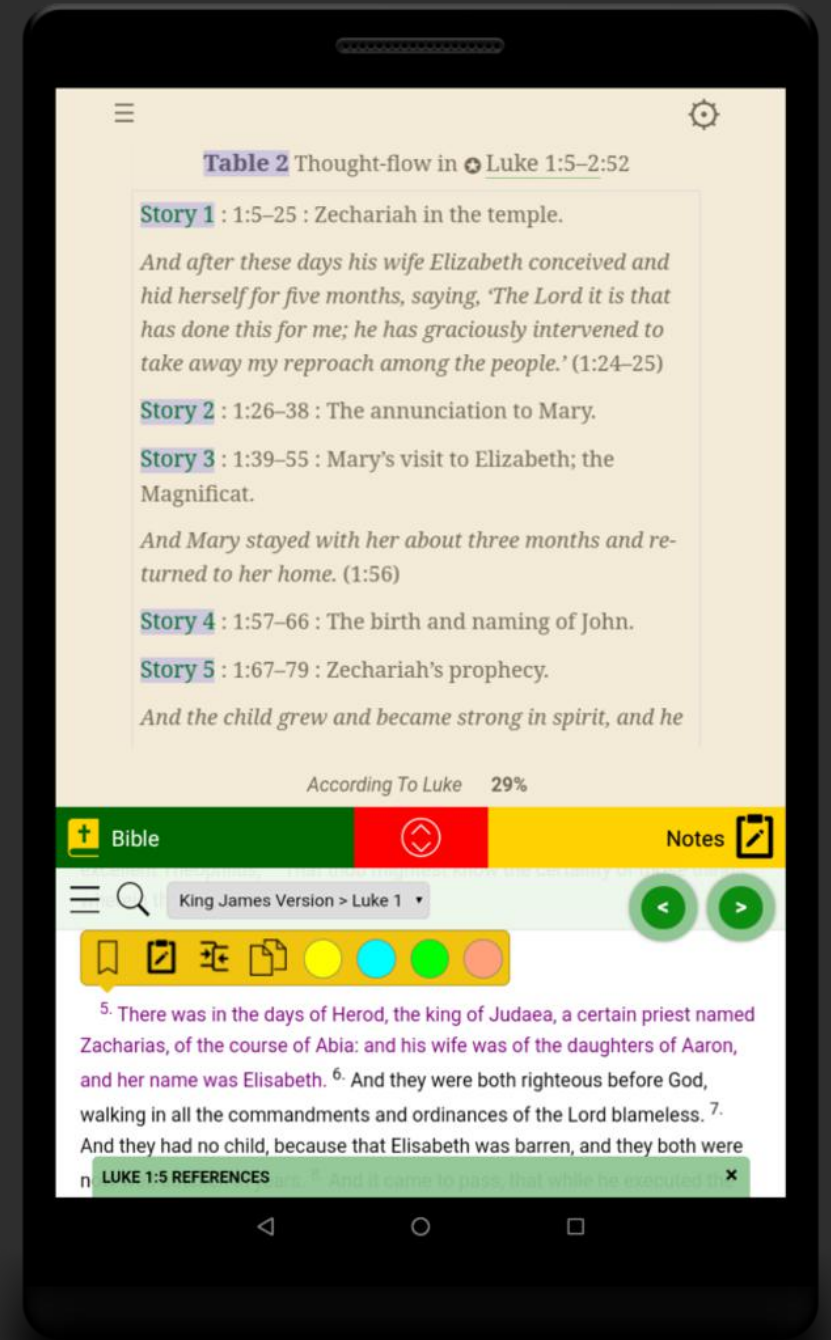 Table 2 Thought-flow in ✪ Luke 1:5–2:52
Story 1 : 1:5–25 : Zechariah in the temple.
And after these days his wife Elizabeth conceived and
hid herself for five months, saying, ‘The Lord it is that
has done this for me; he has graciously intervened to
take away my reproach among the people.’ (1:24–25)
Story 2 : 1:26–38 : The annunciation to Mary.
Story 3 : 1:39–55 : Mary’s visit to Elizabeth; the
Magnificat.
And Mary stayed with her about three months and re-
turned to her home. (1:56)
Story 4 : 1:57–66 : The birth and naming of John.
Story 5 : 1:67–79 : Zechariah’s prophecy.
And the child grew and became strong in spirit, and he
According To Luke 29%
Bible
Notes
King James Version > Luke 1
< >
5. There was in the days of Herod, the king of Judaea, a certain priest named
Zacharias, of the course of Abia: and his wife was of the daughters of Aaron,
and her name was Elisabeth. 6. And they were both righteous before God,
walking in all the commandments and ordinances of the Lord blameless. 7.
And they had no child, because that Elisabeth was barren, and they both were
LUKE 1:5 REFERENCES ×